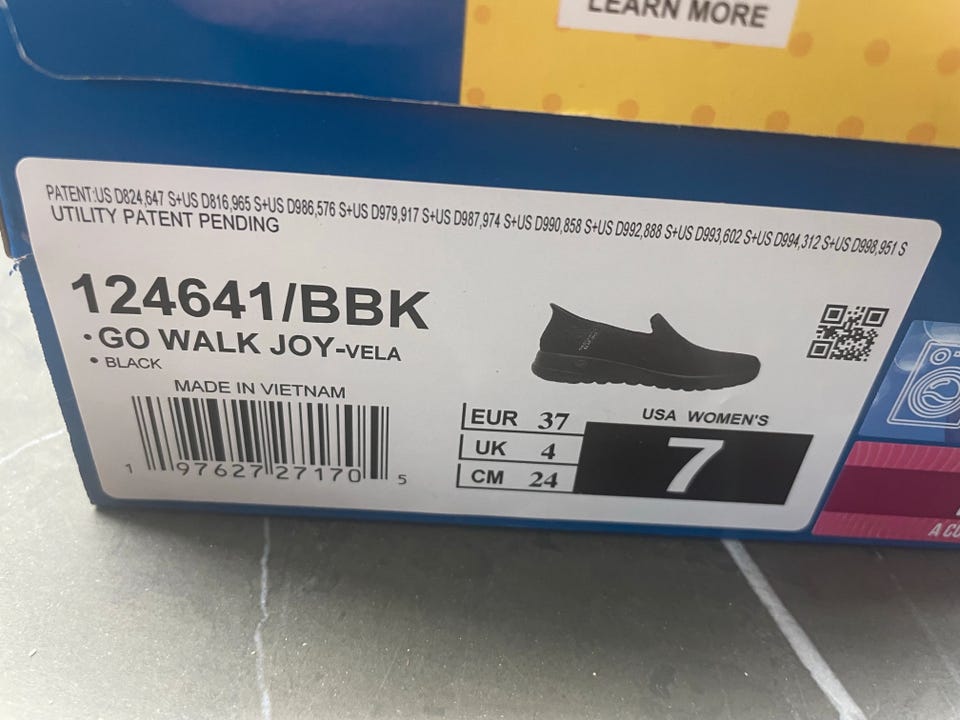 LEARN MORE
PATENT:US D824,647 S+US D816,965 S+US D986,576 S+US D979,917 S+US D987,974 S+US D990,858 S+US D992,888 S+US D993,602 S+US D994,312 S+US D998,951 S
UTILITY PATENT PENDING
124641/BBK
• GO WALK JOY-VELA
• BLACK
MADE IN VIETNAM
1 97627 27170 5
EUR 37
UK 4
CM 24
USA WOMEN'S
7